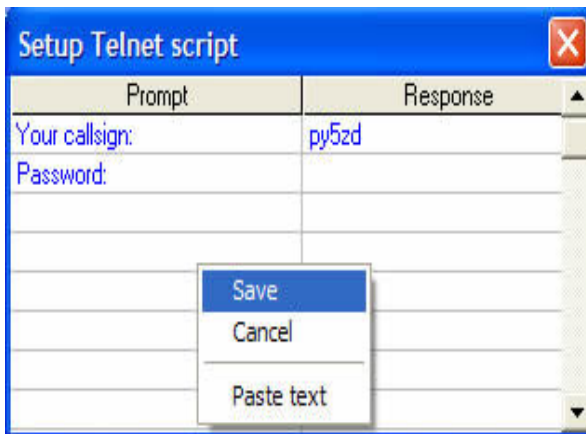 Setup Telnet script
Prompt Response
Your callsign: py5zd
Password:
Save
Cancel
Paste text